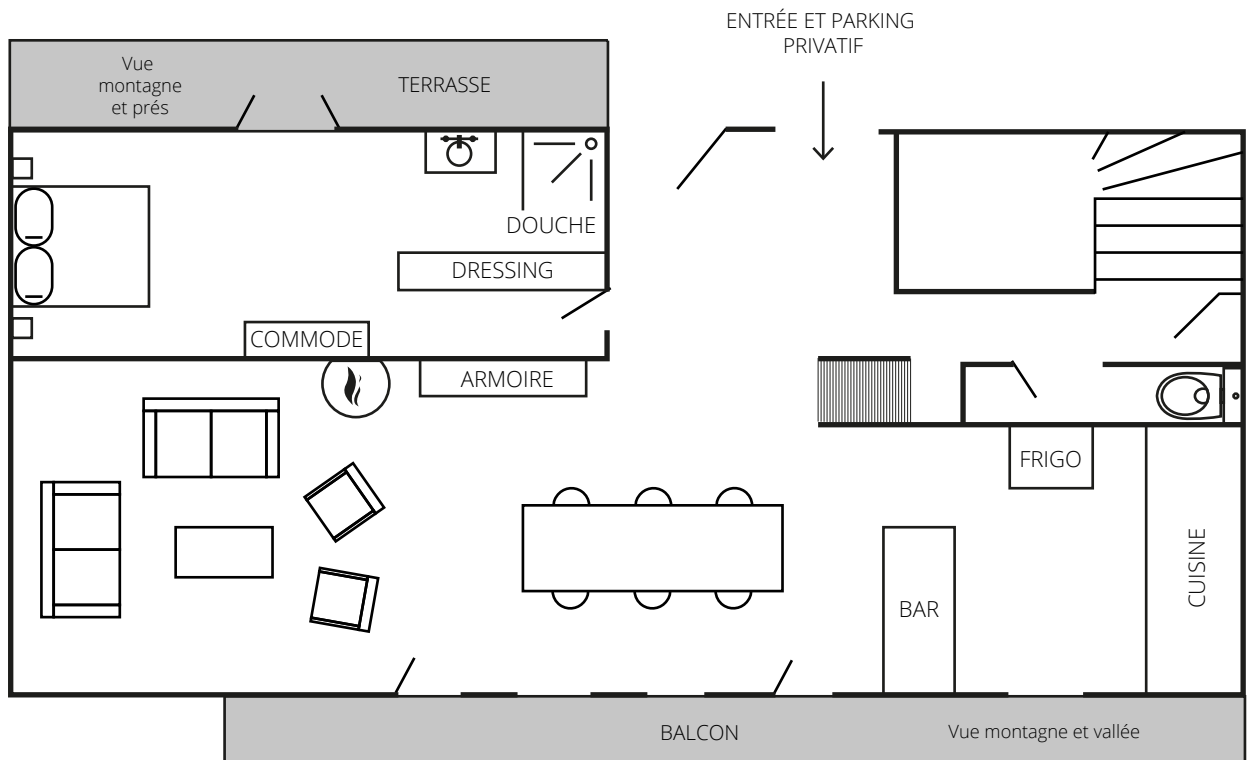 ENTRÉE ET PARKING
PRIVATIF
Vue
montagne
et prés
TERRASSE
DOUCHE
DRESSING
COMMODE
ARMOIRE
FRIGO
CUISINE
BAR
BALCON
Vue montagne et vallée